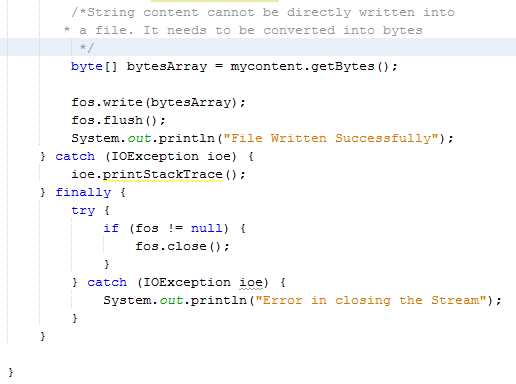 /*String content cannot be directly written into
* a file. It needs to be converted into bytes
*/
byte[] bytesArray = mycontent.getBytes();
fos.write(bytesArray);
fos.flush();
System.out.println("File Written Successfully");
} catch (IOException ioe) {
ioe.printStackTrace();
} finally {
try {
if (fos != null) {
fos.close();
}
} catch (IOException ioe) {
System.out.println("Error in closing the Stream");
}
}
}